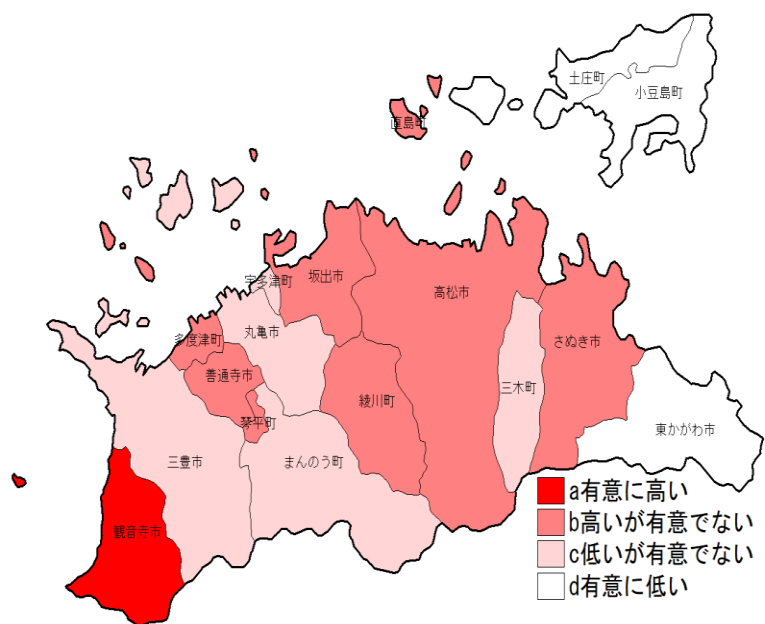 土庄町
小豆島町
直島町
宇多津町
坂出市
高松市
丸亀市
多度津町
さぬき市
善通寺市
三木町
綾川町
琴平町
東かがわ市
三豊市
まんのう町
観音寺市
a有意に高い
b高いが有意でない
c低いが有意でない
d有意に低い